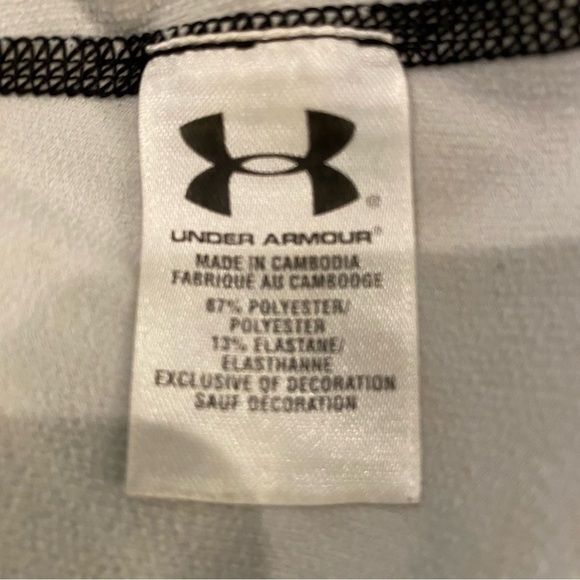 UNDER ARMOUR®
MADE IN CAMBODIA
FABRIQUÉ AU CAMBODGE
87% POLYESTER/
POLYESTER
13% ELASTANE/
ELASTHANNE
EXCLUSIVE OF DECORATION
SAUF DÉCORATION